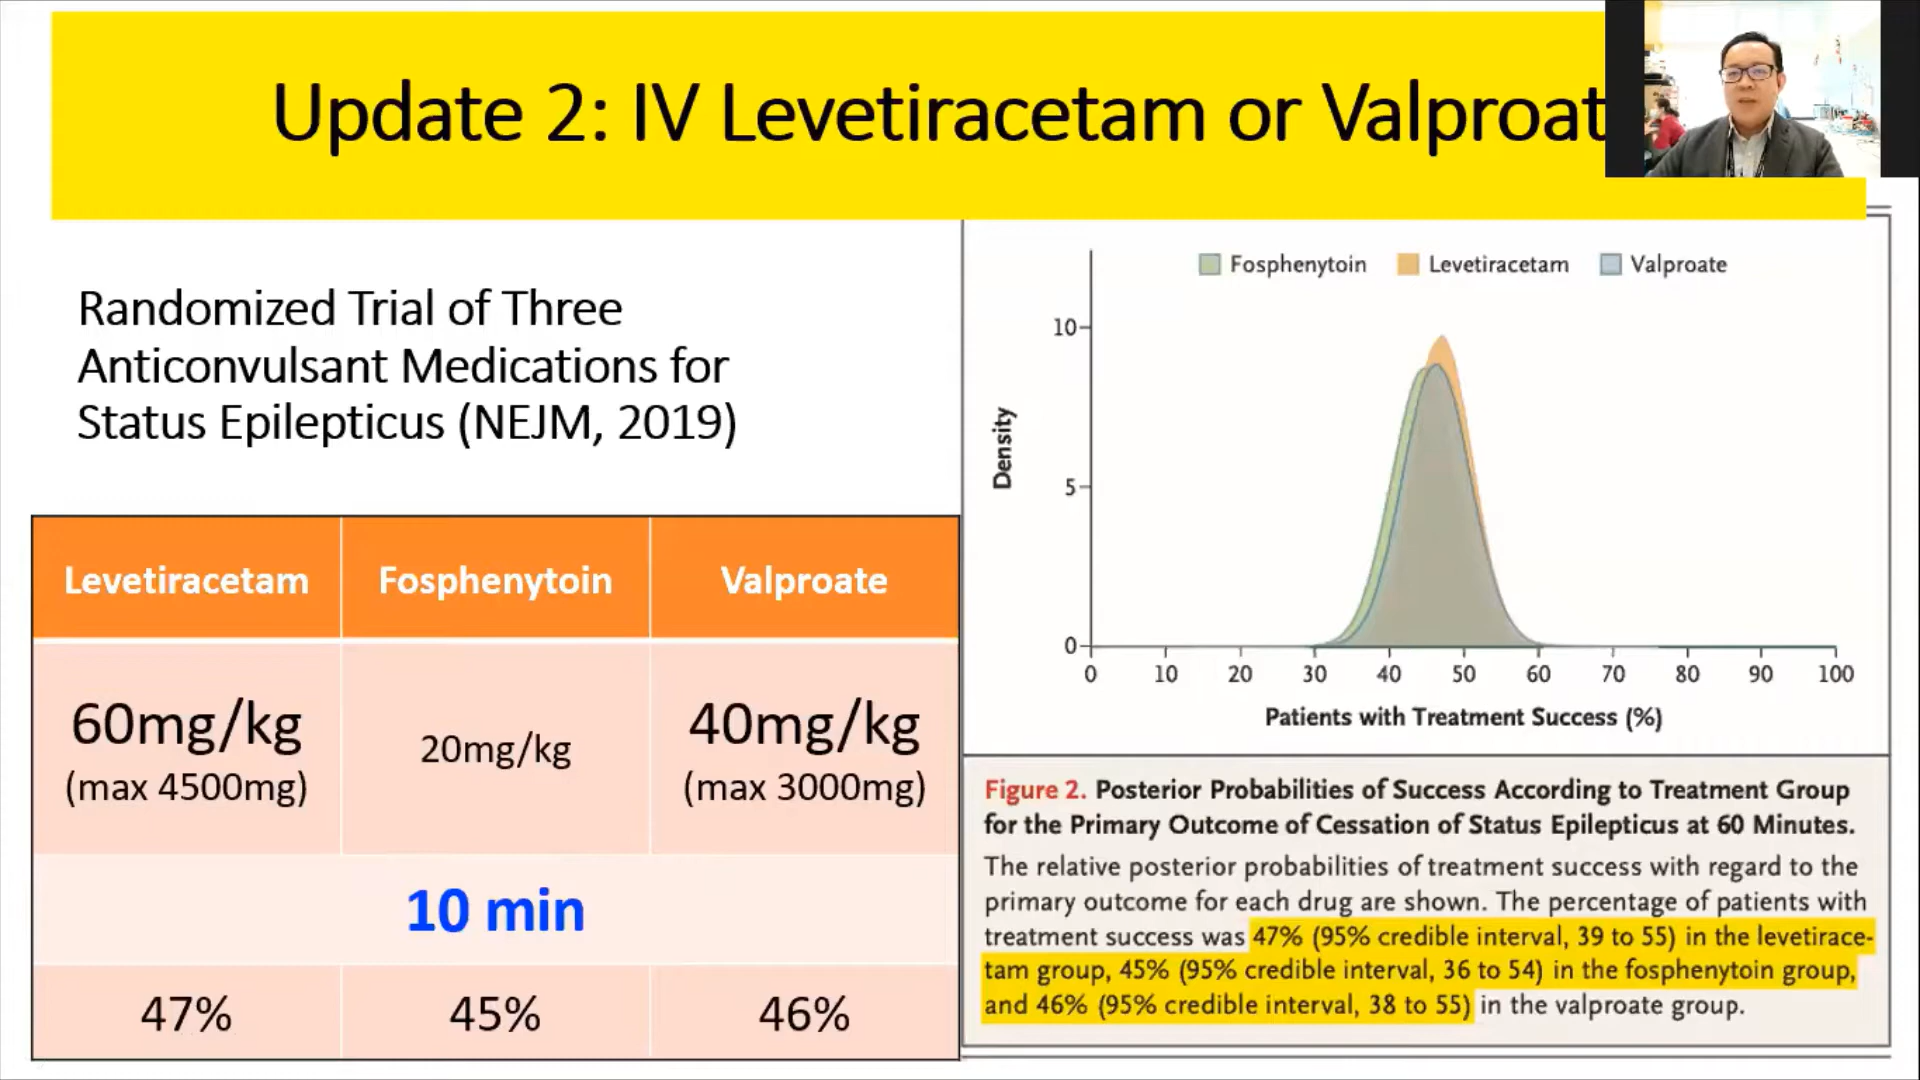 Update 2: IV Levetiracetam or Valproat
Randomized Trial of Three
Anticonvulsant Medications for
Status Epilepticus (NEJM, 2019)
Levetiracetam Fosphenytoin Valproate
60mg/kg
(max 4500mg)
20mg/kg
40mg/kg
(max 3000mg)
10 min
47% 45% 46%
Fosphenytoin Levetiracetam Valproate
Density
10
5
0
0 10 20 30 40 50 60 70 80 90 100
Patients with Treatment Success (%)
Figure 2. Posterior Probabilities of Success According to Treatment Group
for the Primary Outcome of Cessation of Status Epilepticus at 60 Minutes.
The relative posterior probabilities of treatment success with regard to the
primary outcome for each drug are shown. The percentage of patients with
treatment success was 47% (95% credible interval, 39 to 55) in the levetirace-
tam group, 45% (95% credible interval, 36 to 54) in the fosphenytoin group,
and 46% (95% credible interval, 38 to 55) in the valproate group.